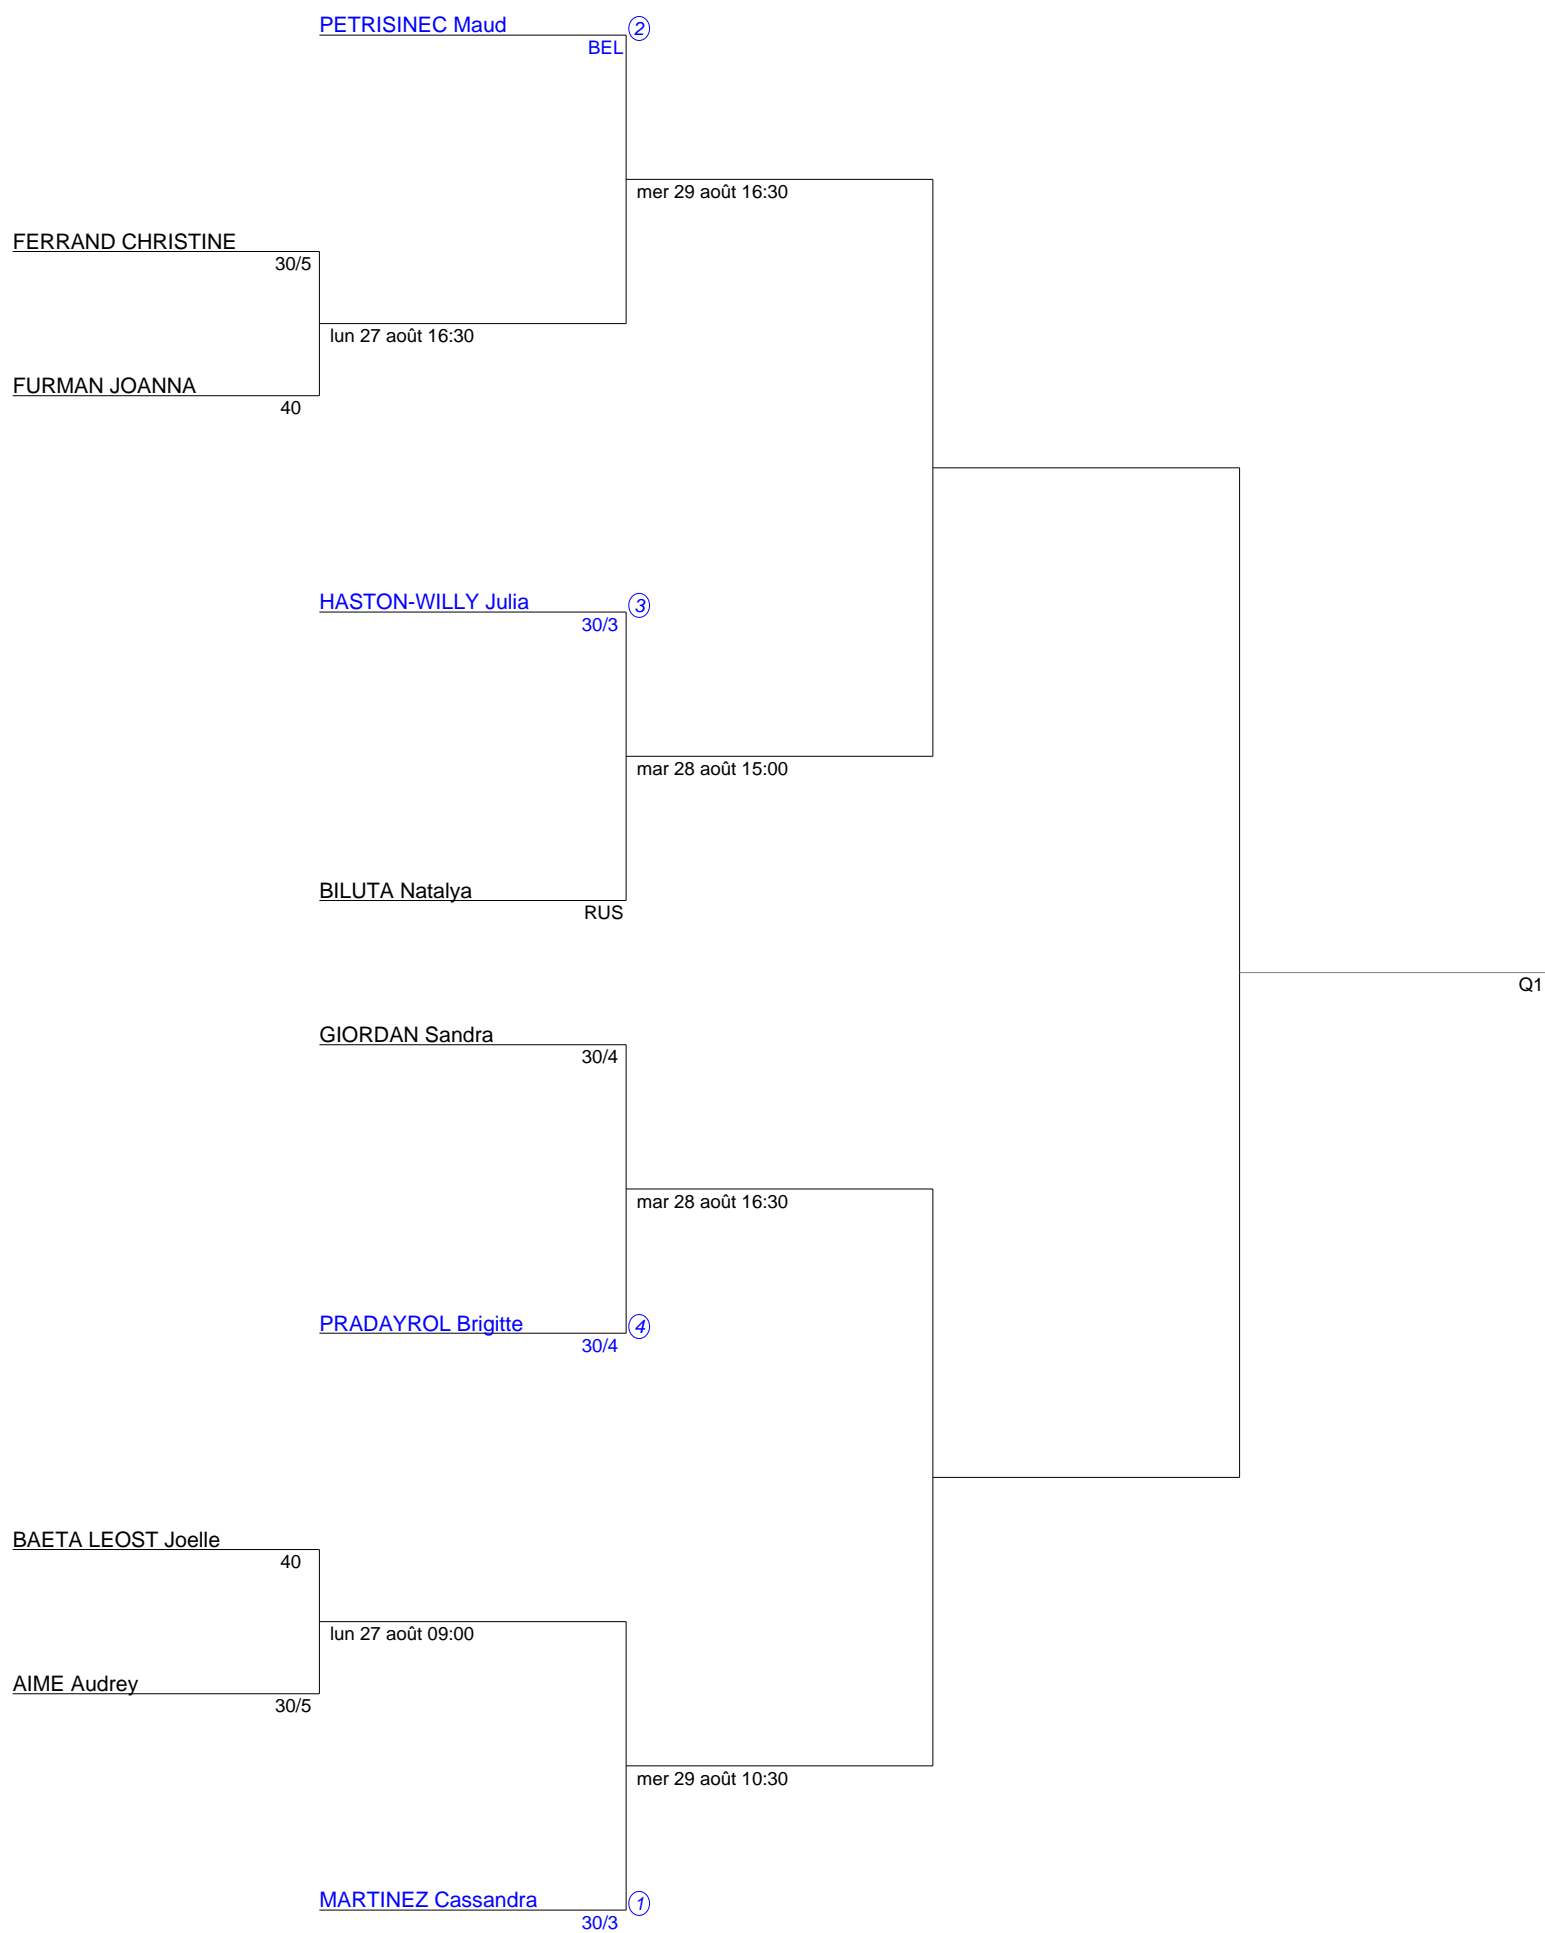 PETRISINEC Maud 2
BEL
mer 29 août 16:30
FERRAND CHRISTINE
30/5
lun 27 août 16:30
FURMAN JOANNA
40
HASTON-WILLY Julia 3
30/3
mar 28 août 15:00
BILUTA Natalya
RUS
Q1
GIORDAN Sandra
30/4
mar 28 août 16:30
PRADAYROL Brigitte 4
30/4
BAETA LEOST Joelle
40
lun 27 août 09:00
AIME Audrey
30/5
mer 29 août 10:30
MARTINEZ Cassandra 1
30/3